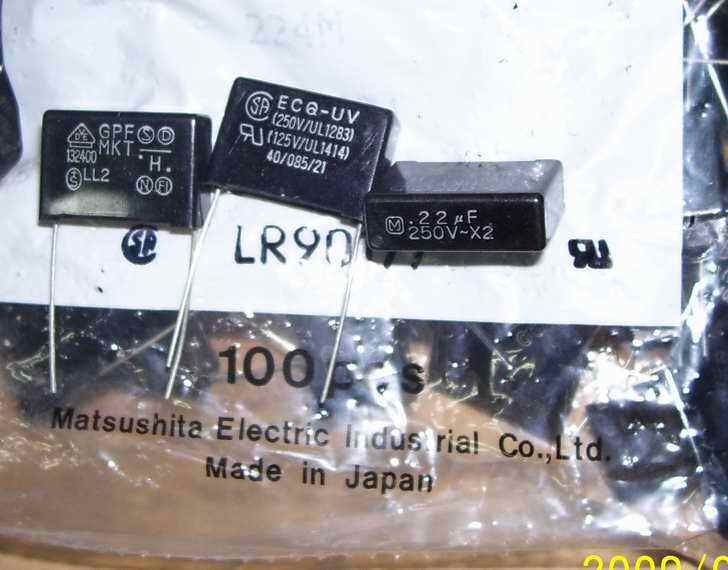 224M
GPF
MKT
132400
LL2
.H.
S D
N FI
ECQ-UV
(250V/UL1283)
(125V/UL1414)
40/085/21
.22 µF
250V~X2
LR90
100
Matsushita Electric Industrial Co.,Ltd.
Made in Japan